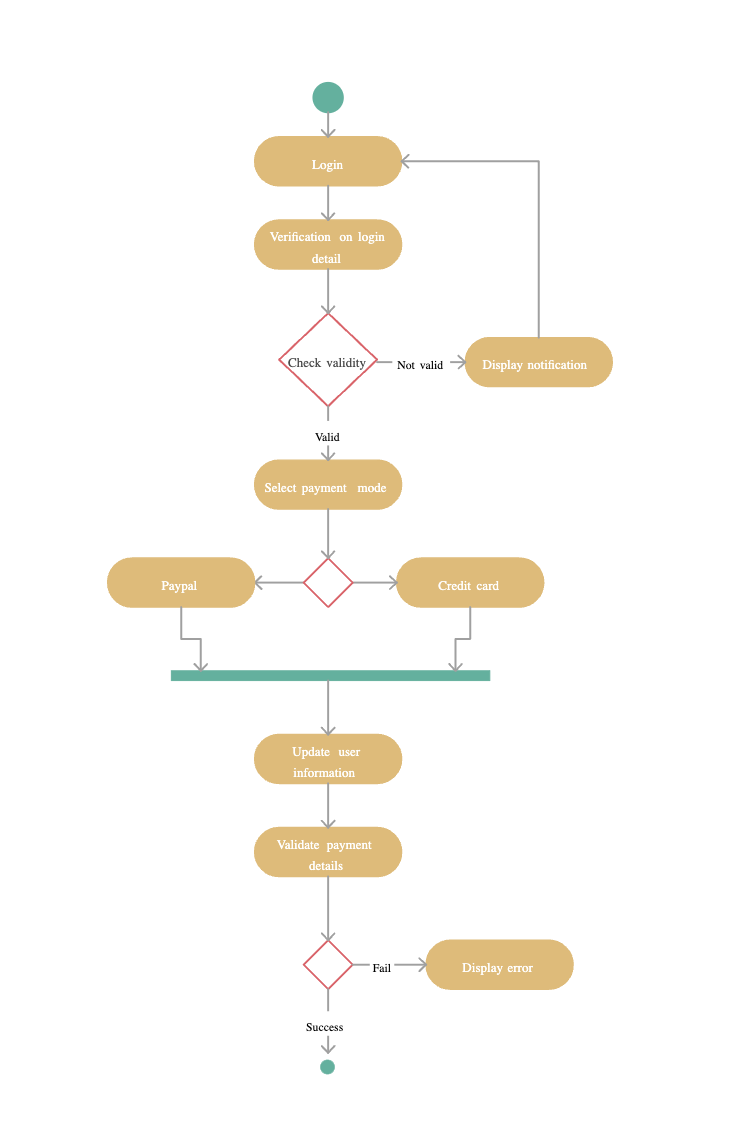 Login
Verification on login
detail
Check validity
Not valid
Display notification
Valid
Select payment mode
Paypal
Credit card
Update user
information
Validate payment
details
Fail
Display error
Success